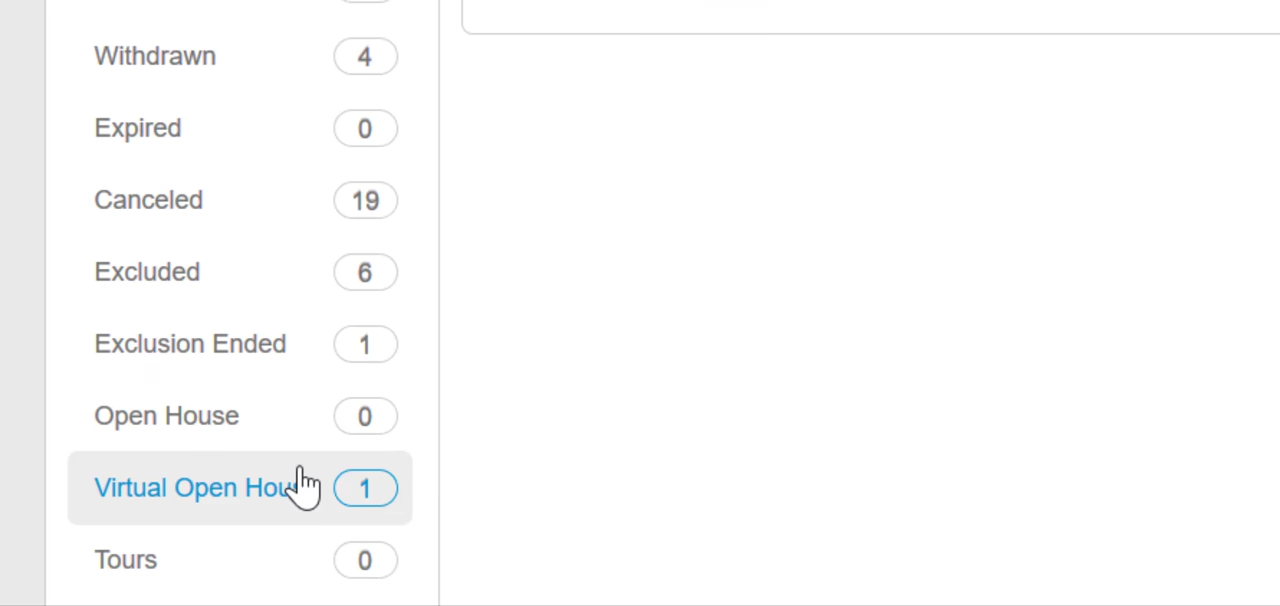 Withdrawn 4
Expired 0
Canceled 19
Excluded 6
Exclusion Ended 1
Open House 0
Virtual Open 1
Tours 0